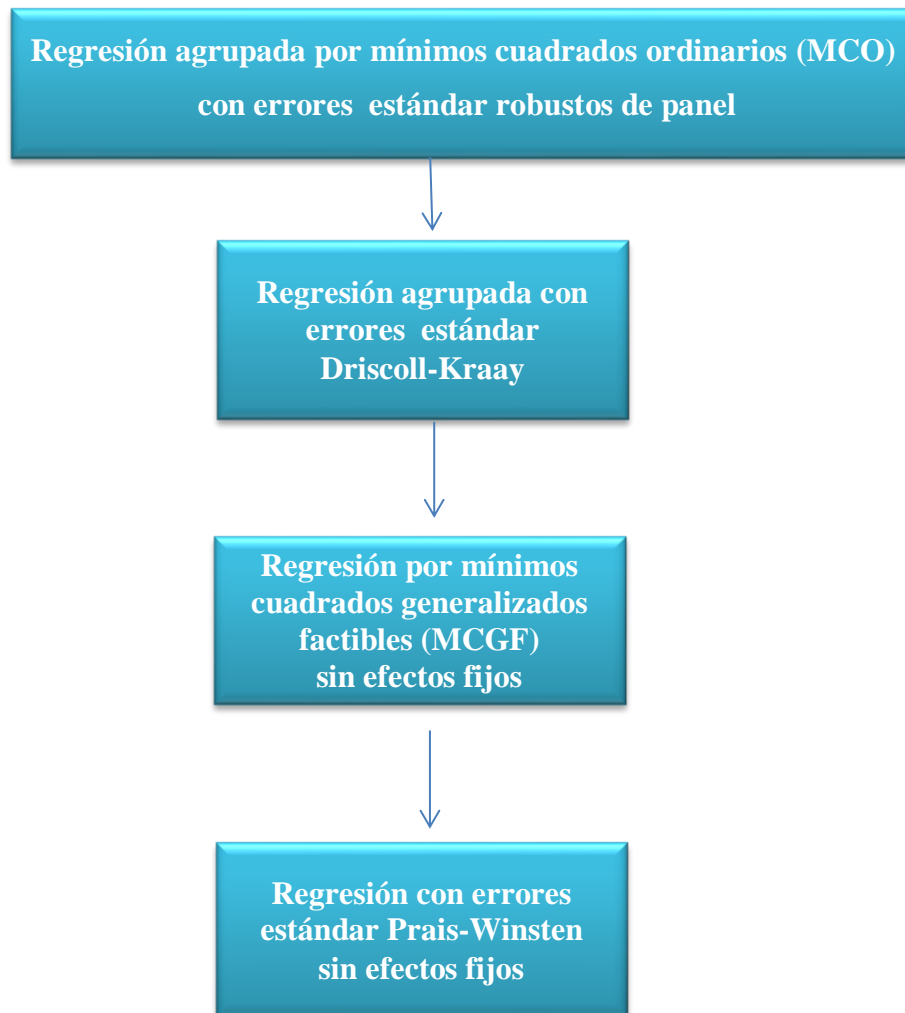 Regresión agrupada por mínimos cuadrados ordinarios (MCO)
con errores estándar robustos de panel
Regresión agrupada con
errores estándar
Driscoll-Kraay
Regresión por mínimos
cuadrados generalizados
factibles (MCGF)
sin efectos fijos
Regresión con errores
estándar Prais-Winsten
sin efectos fijos